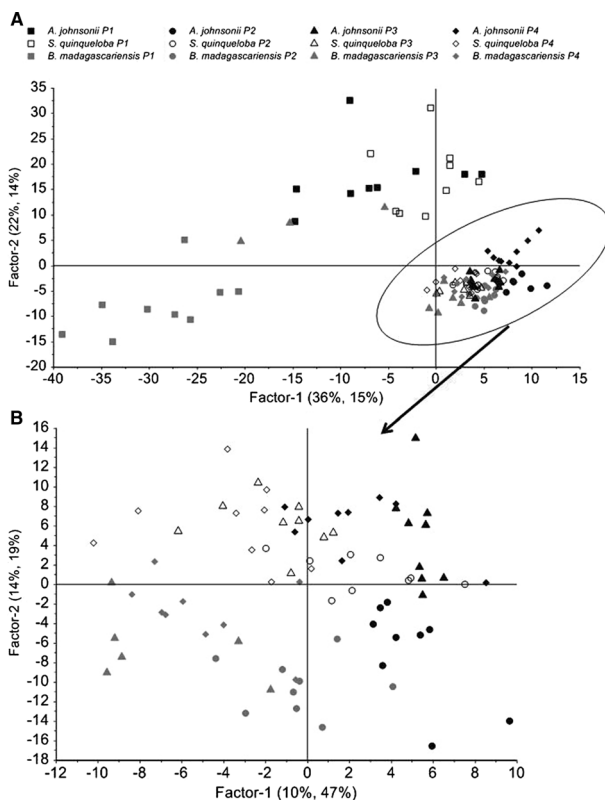 A
A. johnsonii P1 A. johnsonii P2 A. johnsonii P3 A. johnsonii P4
S. quinqueloba P1 S. quinqueloba P2 S. quinqueloba P3 S. quinqueloba P4
B. madagascariensis P1 B. madagascariensis P2 B. madagascariensis P3 B. madagascariensis P4
35
30
25
20
15
10
5
0
-5
-10
-15
-20
Factor-2 (22%, 14%)
-40 -35 -30 -25 -20 -15 -10 -5 0 5 10 15
Factor-1 (36%, 15%)
B
16
14
12
10
8
6
4
2
0
-2
-4
-6
-8
-10
-12
-14
-16
-18
Factor-2 (14%, 19%)
-12 -10 -8 -6 -4 -2 0 2 4 6 8 10
Factor-1 (10%, 47%)